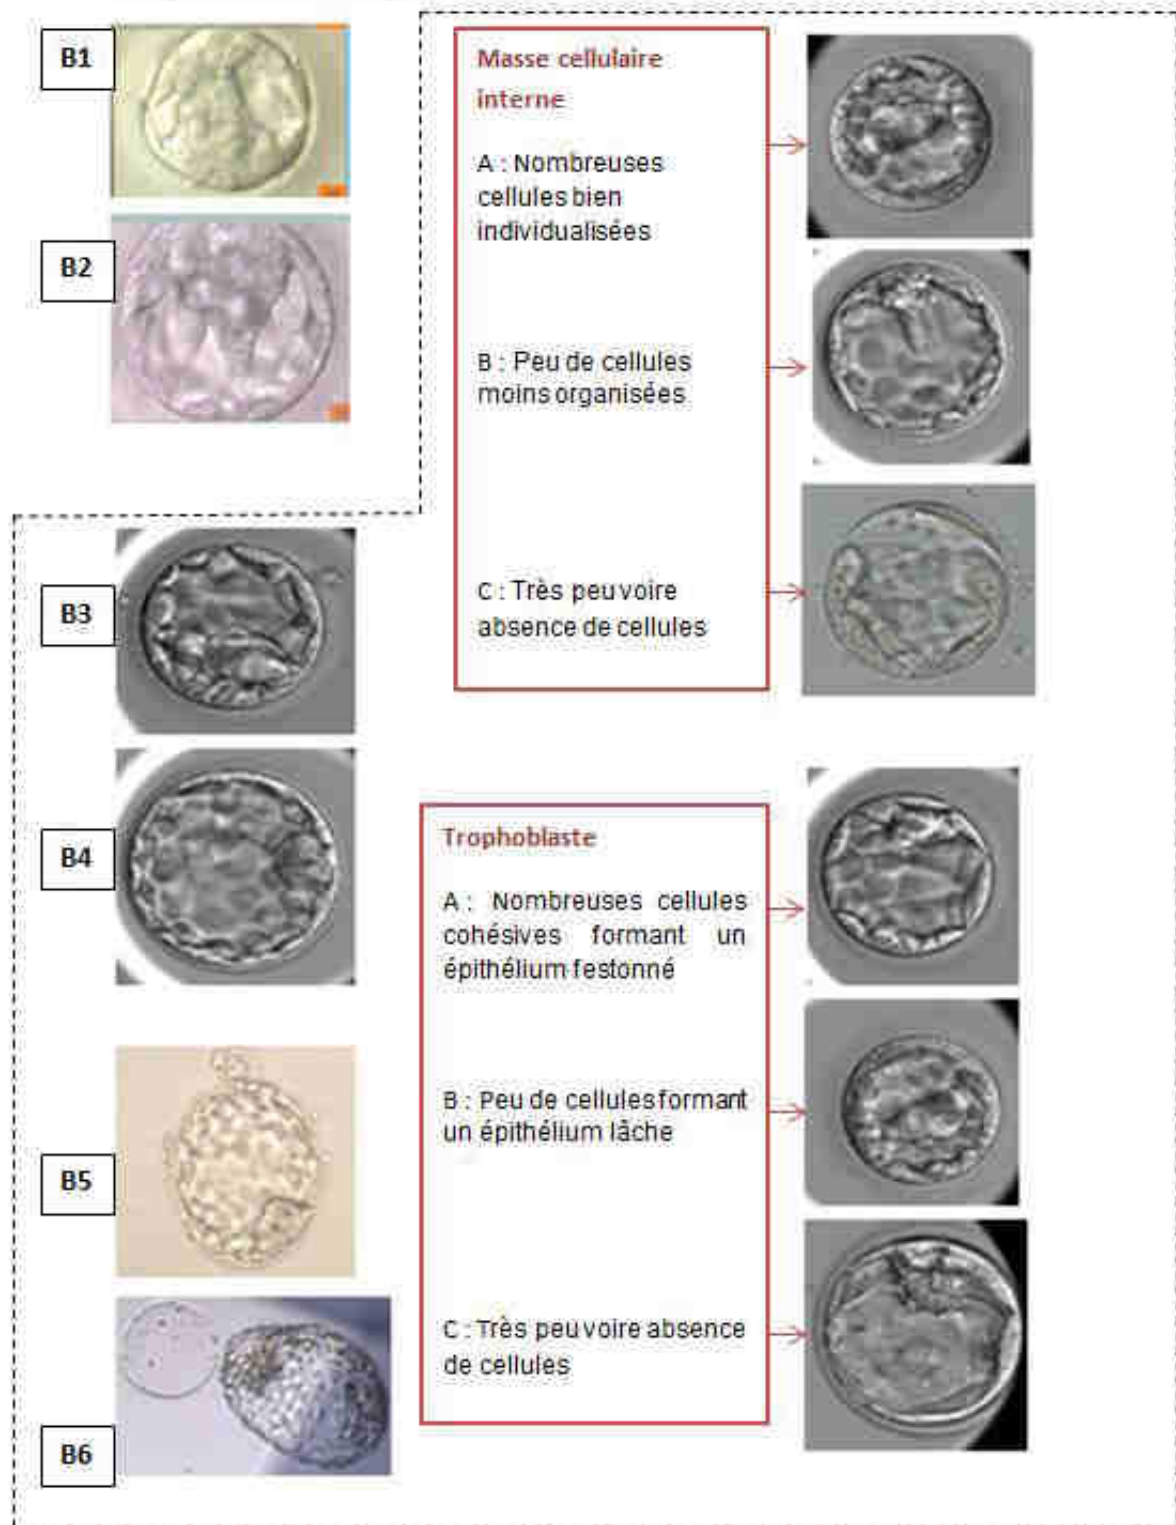 B1
B2
Masse cellulaire
interne
A : Nombreuses
cellules bien
individualisées
B : Peu de cellules
moins organisées
C : Très peu voire
absence de cellules
B3
B4
B5
B6
Trophoblaste
A : Nombreuses cellules
cohésives formant un
épithélium festonné
B : Peu de cellules formant
un épithélium lâche
C : Très peu voire absence
de cellules